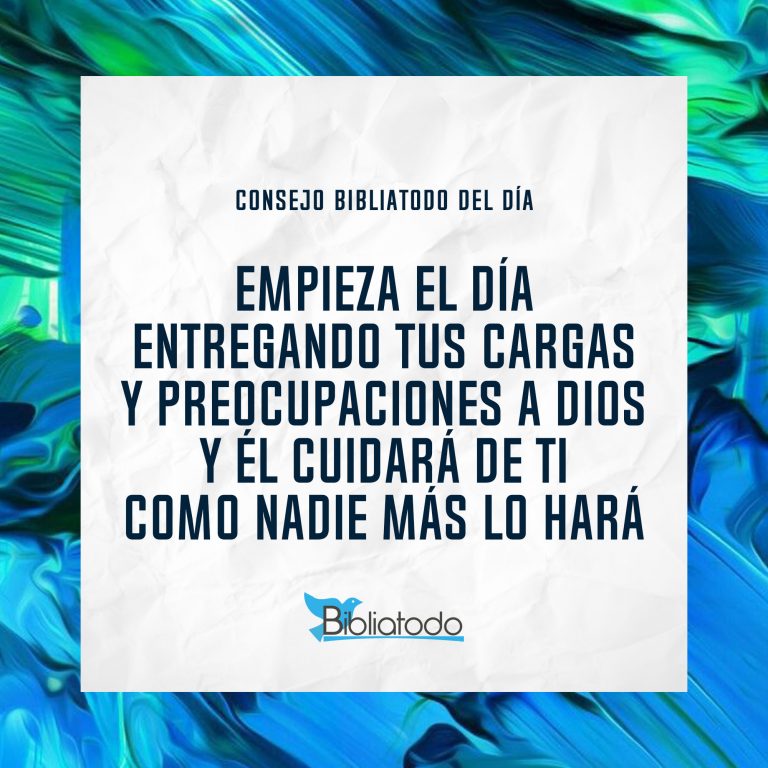 CONSEJO BIBLIATODO DEL DÍA
EMPIEZA EL DÍA
ENTREGANDO TUS CARGAS
Y PREOCUPACIONES A DIOS
Y ÉL CUIDARÁ DE TI
COMO NADIE MÁS LO HARÁ
Bibliatodo